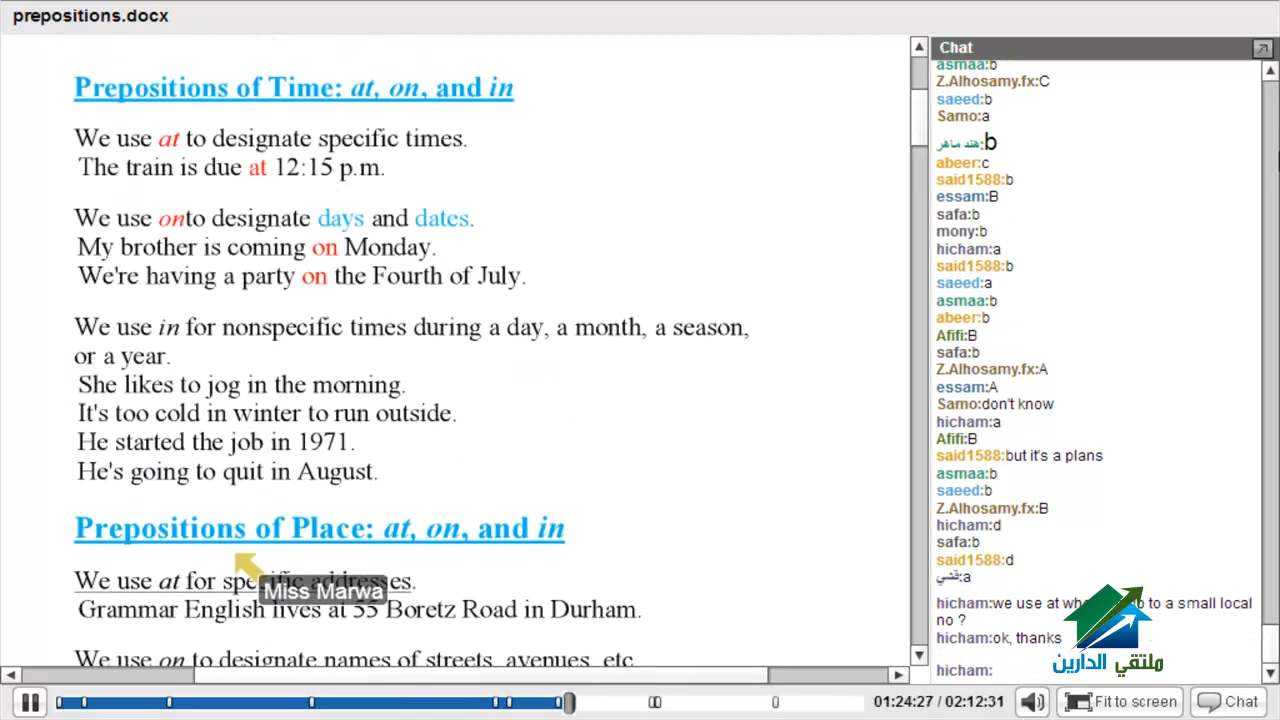 prepositions.docx
Prepositions of Time: at, on, and in
We use at to designate specific times.
The train is due at 12:15 p.m.
We use onto designate days and dates.
My brother is coming on Monday.
We're having a party on the Fourth of July.
We use in for nonspecific times during a day, a month, a season,
or a year.
She likes to jog in the morning.
It's too cold in winter to run outside.
He started the job in 1971.
He's going to quit in August.
Prepositions of Place: at, on, and in
We use at for specific addresses.
Miss Marwa
Grammar English lives at 55 Boretz Road in Durham.
We use on to designate names of streets, avenues, etc
Chat
asmaa:b
Z.Alhosamy.fx:C
saeed:b
Samo:a
هند ماهر:b
abeer:c
said1588:b
essam:B
safa:b
mony:b
hicham:a
said1588:b
saeed:a
asmaa:b
abeer:b
Afifi:B
safa:b
Z.Alhosamy.fx:A
essam:A
Samo:don't know
hicham:a
Afifi:B
said1588:but it's a plans
asmaa:b
saeed:b
Z.Alhosamy.fx:B
hicham:d
safa:b
said1588:d
قضي:a
hicham:we use at to a small local
no ?
hicham:ok, thanks
hicham:
ملتقي الدارين
01:24:27 / 02:12:31
Fit to screen
Chat